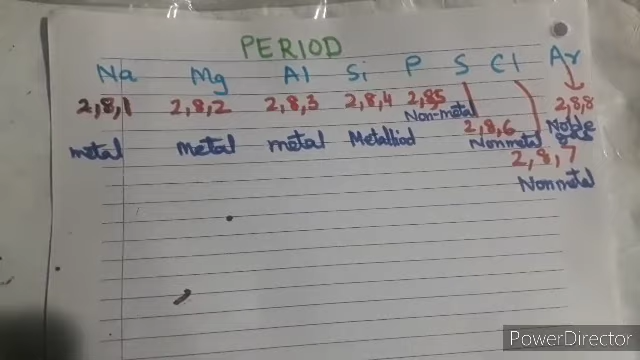 PERIOD
Na Mg Al Si P S Cl Ar
2,8,1 2,8,2 2,8,3 2,8,4 2,8,5 2,8,8
metal metal metal Metalliod Non-metal Noble gas
2,8,6
Nonmetal
2,8,7
Nonmetal
PowerDirector